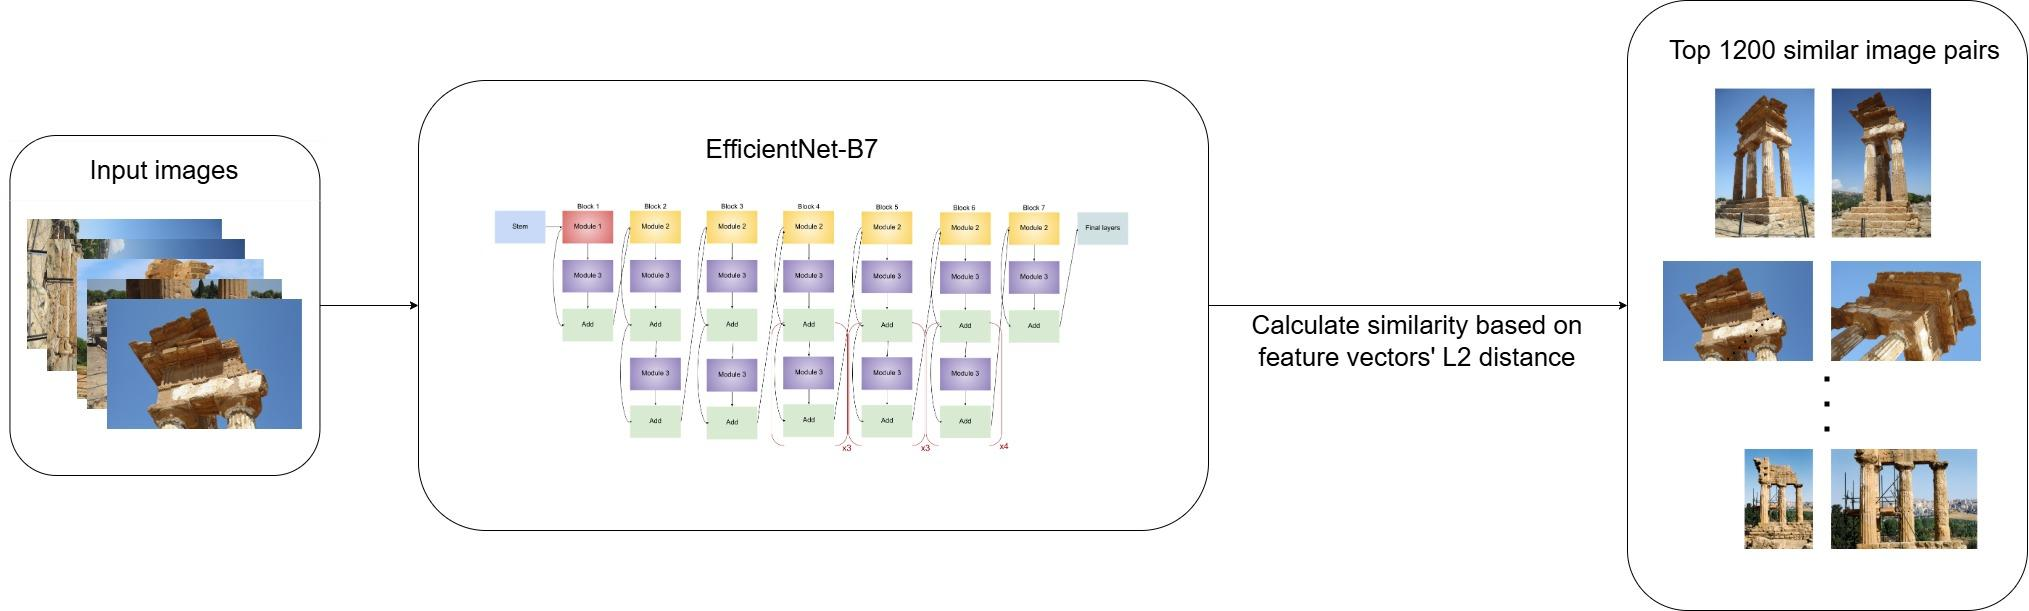 Input images
EfficientNet-B7
Block 1 Block 2 Block 3 Block 4 Block 5 Block 6 Block 7
Stem Module 1 Module 2 Module 2 Module 2 Module 2 Module 2 Module 2 Final layers
Module 3 Module 3 Module 3 Module 3 Module 3 Module 3 Module 3
Add Add Add Add Add Add Add
Module 3 Module 3 Module 3 Module 3 Module 3
Add Add Add Add Add
x3 x3 x4
Calculate similarity based on
feature vectors' L2 distance
Top 1200 similar image pairs